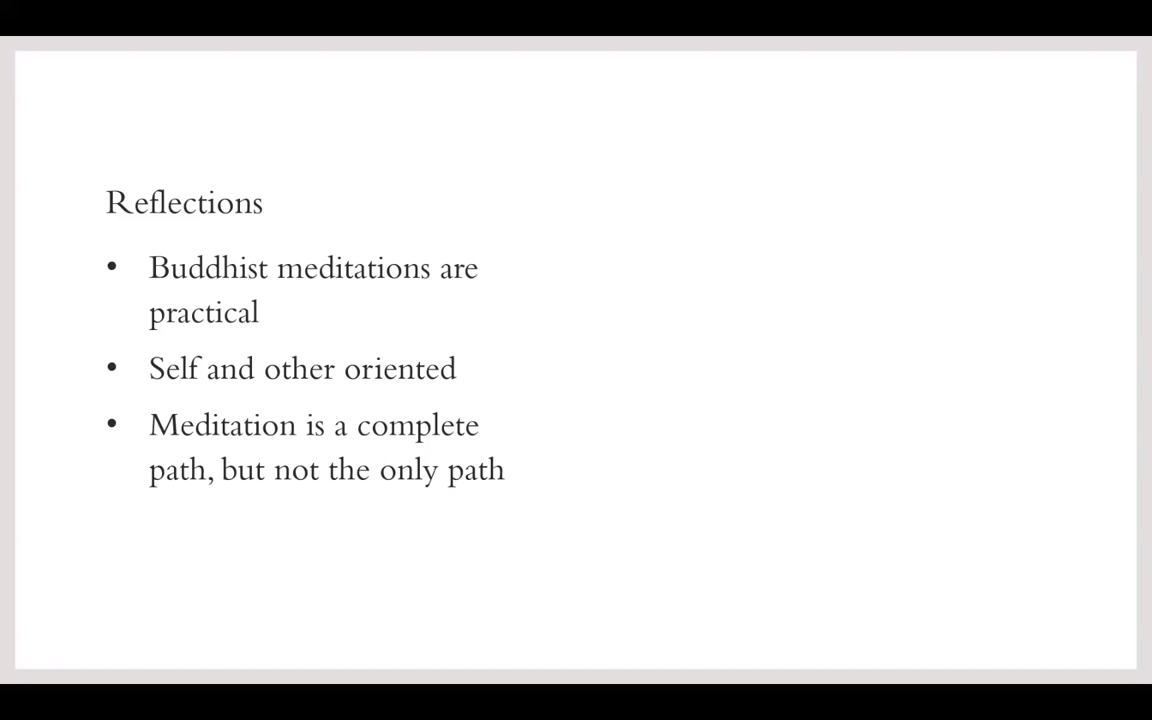 Reflections
• Buddhist meditations are
practical
• Self and other oriented
• Meditation is a complete
path, but not the only path